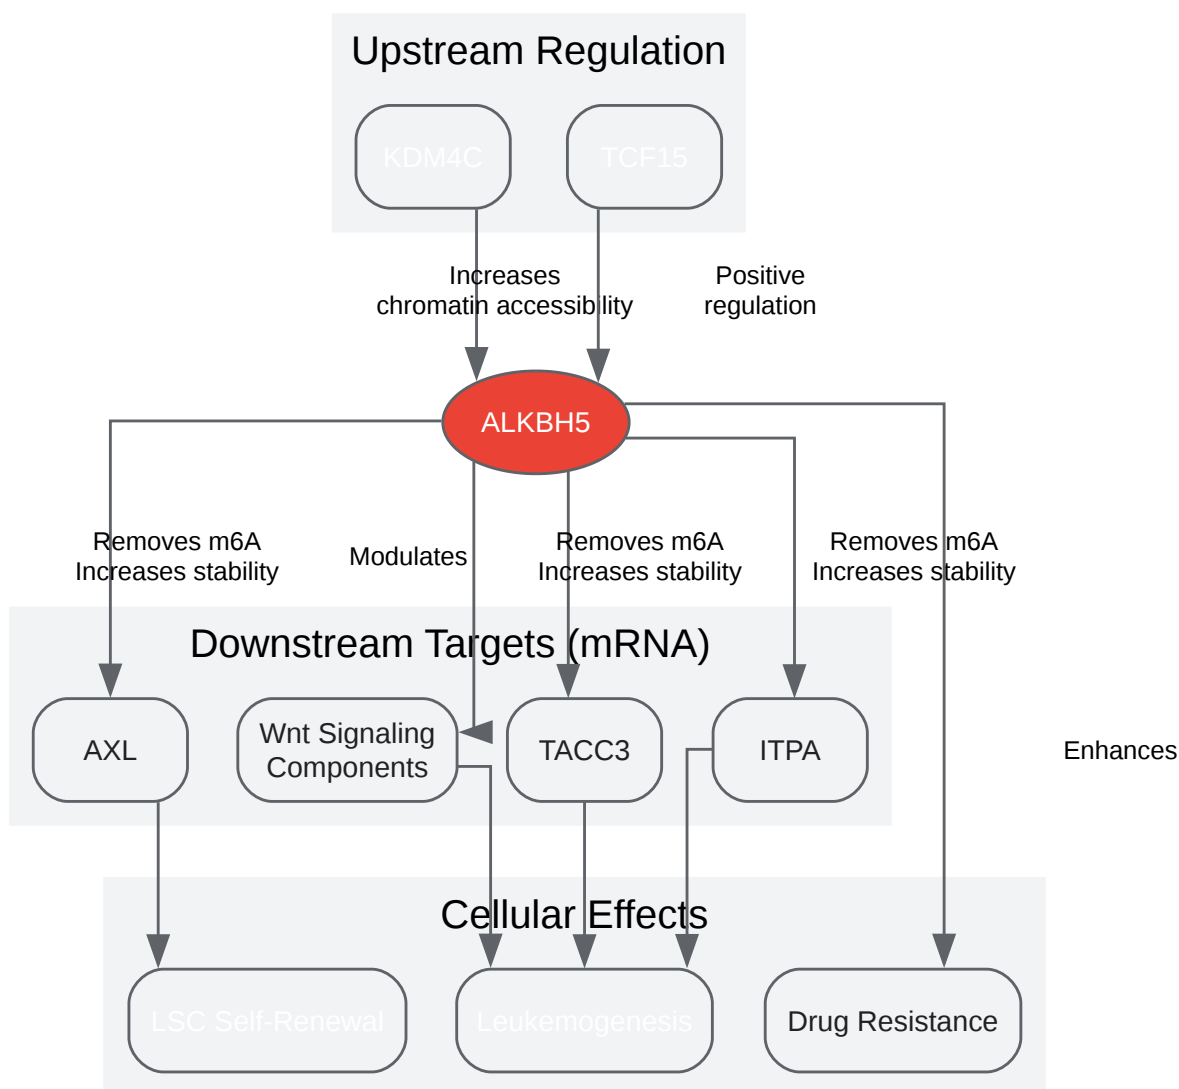 Upstream Regulation
KDM4C
TCF15
Increases
chromatin accessibility
Positive
regulation
ALKBH5
Removes m6A
Increases stability
Modulates
Removes m6A
Increases stability
Removes m6A
Increases stability
Downstream Targets (mRNA)
AXL
Wnt Signaling
Components
TACC3
ITPA
Enhances
Cellular Effects
LSC Self-Renewal
Leukemogenesis
Drug Resistance